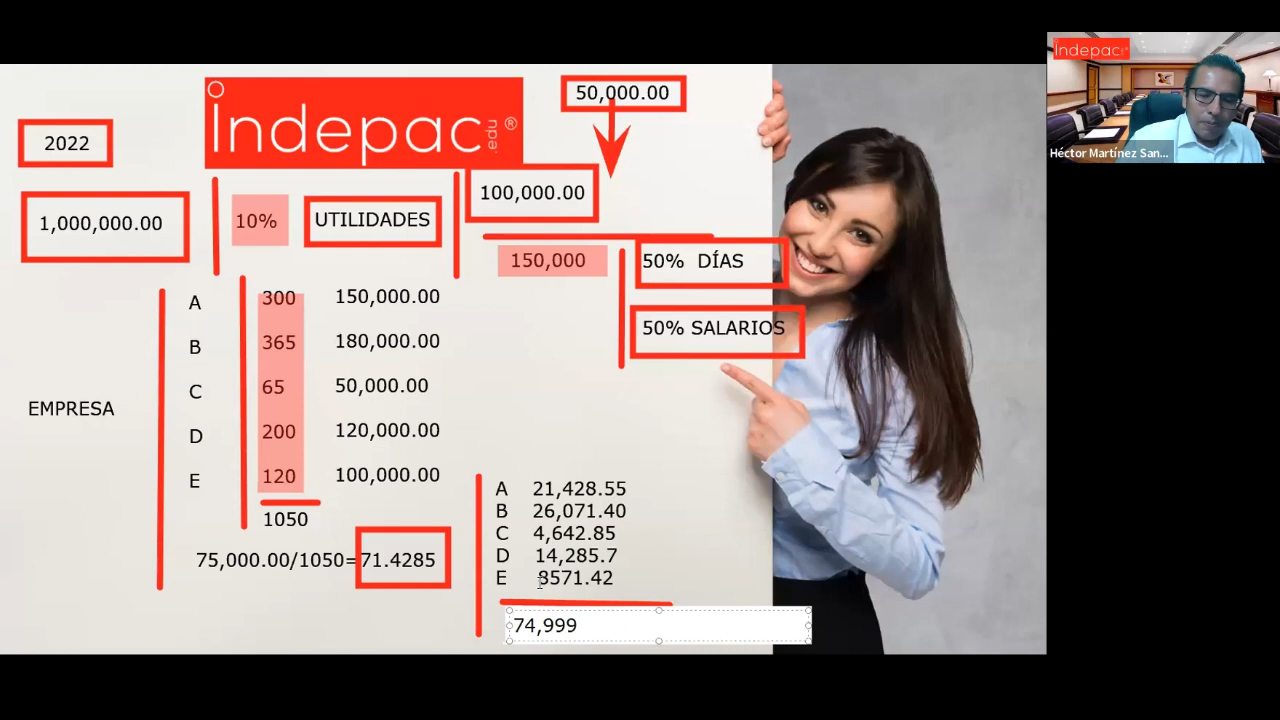 50,000.00
2022
Indepac.edu®
1,000,000.00
10%
UTILIDADES
100,000.00
150,000
50% DÍAS
50% SALARIOS
A 300 150,000.00
B 365 180,000.00
C 65 50,000.00
D 200 120,000.00
E 120 100,000.00
EMPRESA
1050
75,000.00/1050=71.4285
A 21,428.55
B 26,071.40
C 4,642.85
D 14,285.7
E 8571.42
74,999
Indepac
Héctor Martínez San...